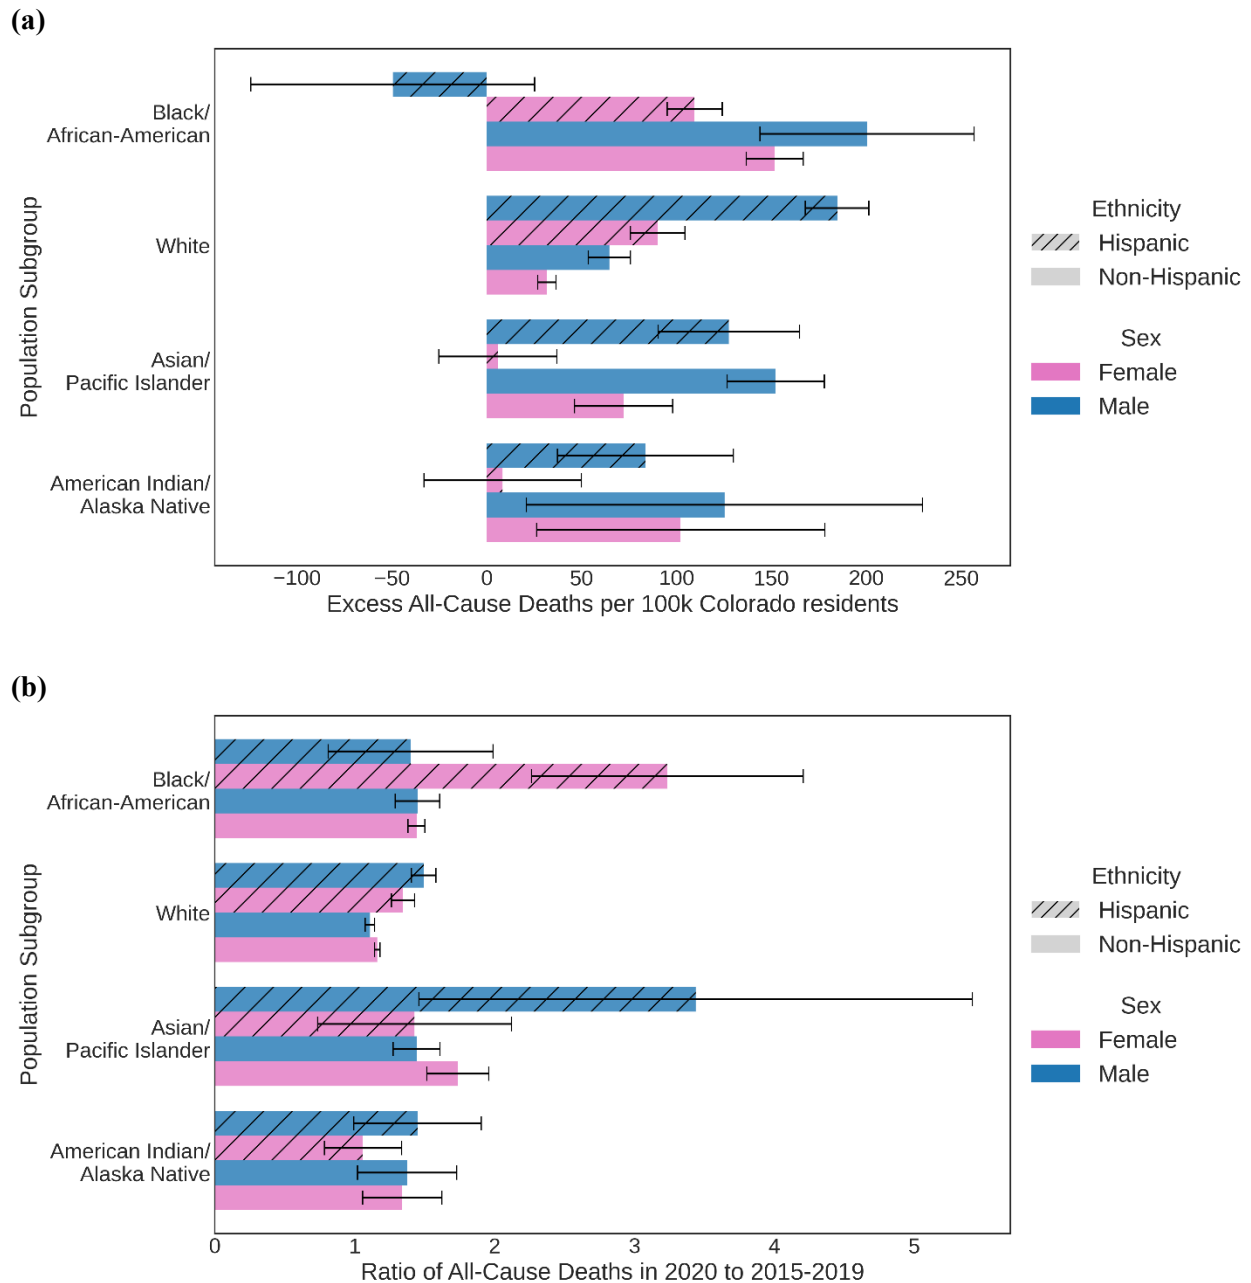 (a)
Black/
African-American
White
Asian/
Pacific Islander
American Indian/
Alaska Native
Population Subgroup
−100 −50 0 50 100 150 200 250
Excess All-Cause Deaths per 100k Colorado residents
Ethnicity
Hispanic
Non-Hispanic
Sex
Female
Male
(b)
Black/
African-American
White
Asian/
Pacific Islander
American Indian/
Alaska Native
Population Subgroup
0 1 2 3 4 5
Ratio of All-Cause Deaths in 2020 to 2015-2019
Ethnicity
Hispanic
Non-Hispanic
Sex
Female
Male